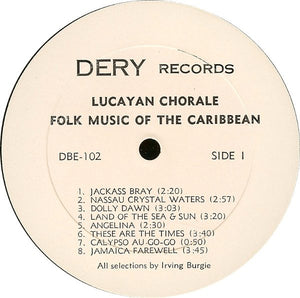 DERY RECORDS
LUCAYAN CHORALE
FOLK MUSIC OF THE CARIBBEAN
DBE-102 SIDE 1
1. JACKASS BRAY (2:20)
2. NASSAU CRYSTAL WATERS (2:57)
3. DOLLY DAWN (3:03)
4. LAND OF THE SEA & SUN (3:20)
5. ANGELINA (2:30)
6. THESE ARE THE TIMES (3:40)
7. CALYPSO AU-GO-GO (0:50)
8. JAMAICA FAREWELL (3:45)
All selections by Irving Burgie